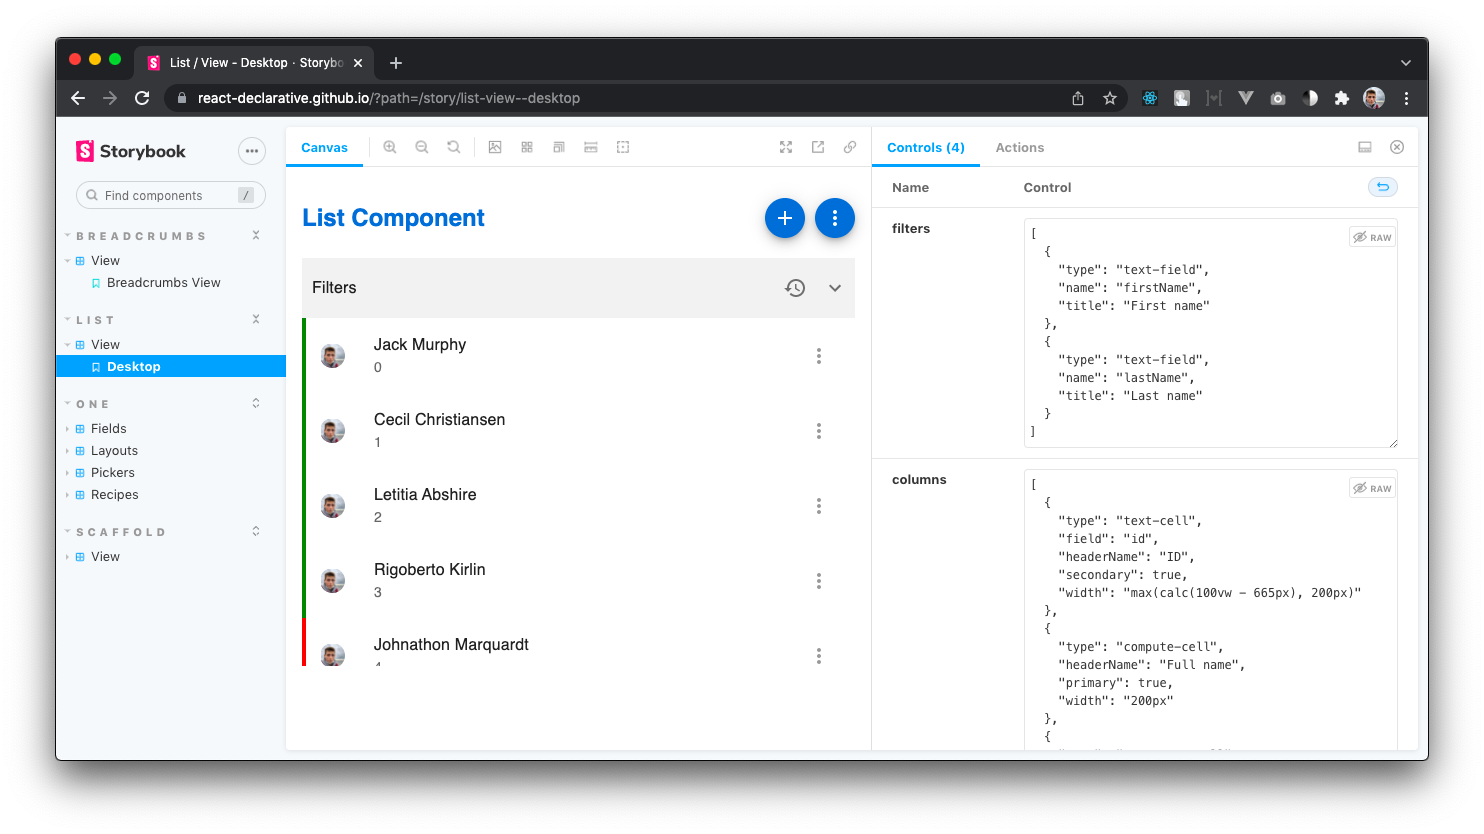 List / View - Desktop · Storybo
react-declarative.github.io/?path=/story/list-view--desktop
Storybook
Find components
/
BREADCRUMBS
View
Breadcrumbs View
LIST
View
Desktop
ONE
Fields
Layouts
Pickers
Recipes
SCAFFOLD
View
Canvas
List Component
Filters
Jack Murphy
0
Cecil Christiansen
1
Letitia Abshire
2
Rigoberto Kirlin
3
Johnathon Marquardt
Controls (4)
Actions
Name
Control
filters
RAW
[
{
"type": "text-field",
"name": "firstName",
"title": "First name"
},
{
"type": "text-field",
"name": "lastName",
"title": "Last name"
}
]
columns
RAW
[
{
"type": "text-cell",
"field": "id",
"headerName": "ID",
"secondary": true,
"width": "max(calc(100vw - 665px), 200px)"
},
{
"type": "compute-cell",
"headerName": "Full name",
"primary": true,
"width": "200px"
},
{